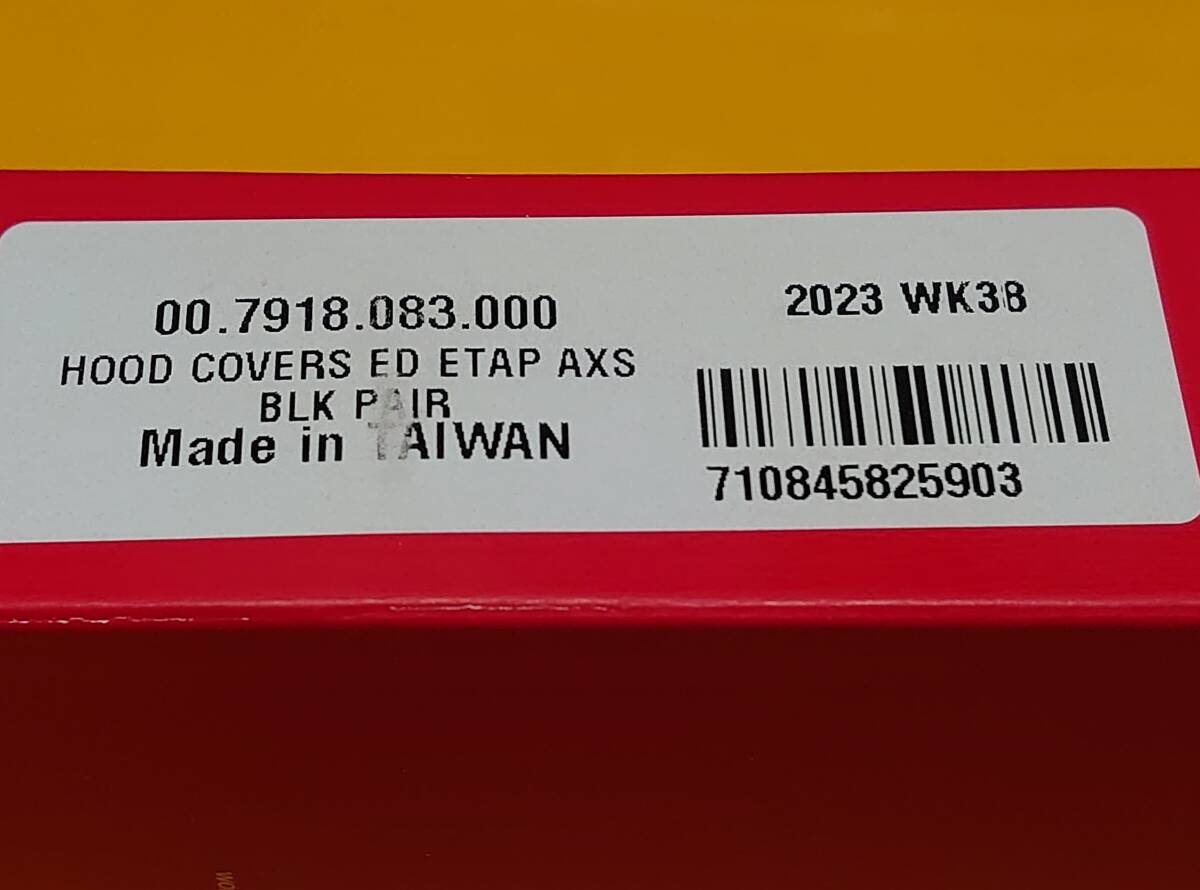 00.7918.083.000
HOOD COVERS ED ETAP AXS
BLK PAIR
Made in TAIWAN
2023 WK38
710845825903